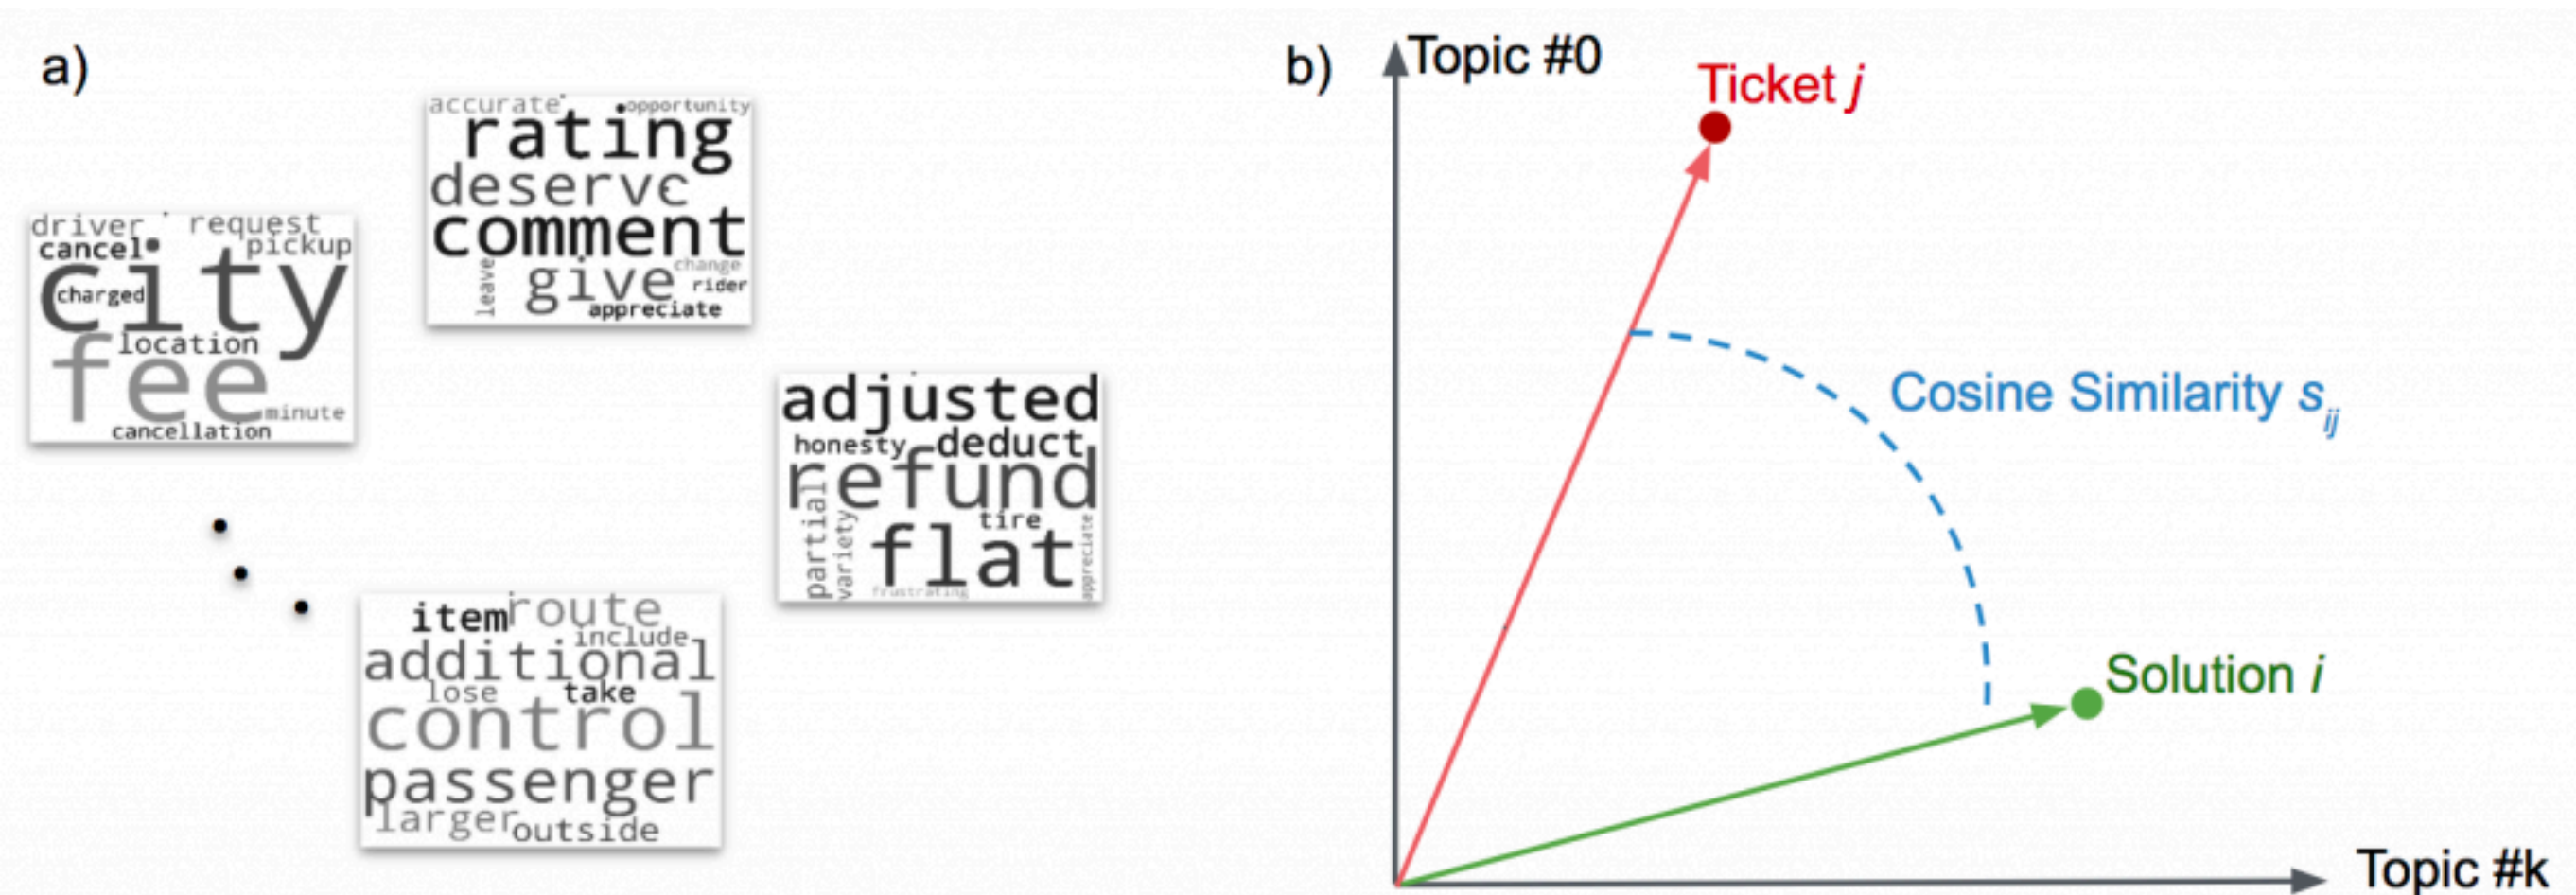 a)
driver request
cancel pickup
city
charged
location
fee
minute
cancellation
accurate opportunity
rating
deserve
comment
leave give change
rider
appreciate
adjusted
honesty deduct
refund
partial variety tire
flat appreciate
frustrating
item route
include
additional
lose take
control
passenger
larger outside
b)
Topic #0
Ticket j
Cosine Similarity sij
Solution i
Topic #k